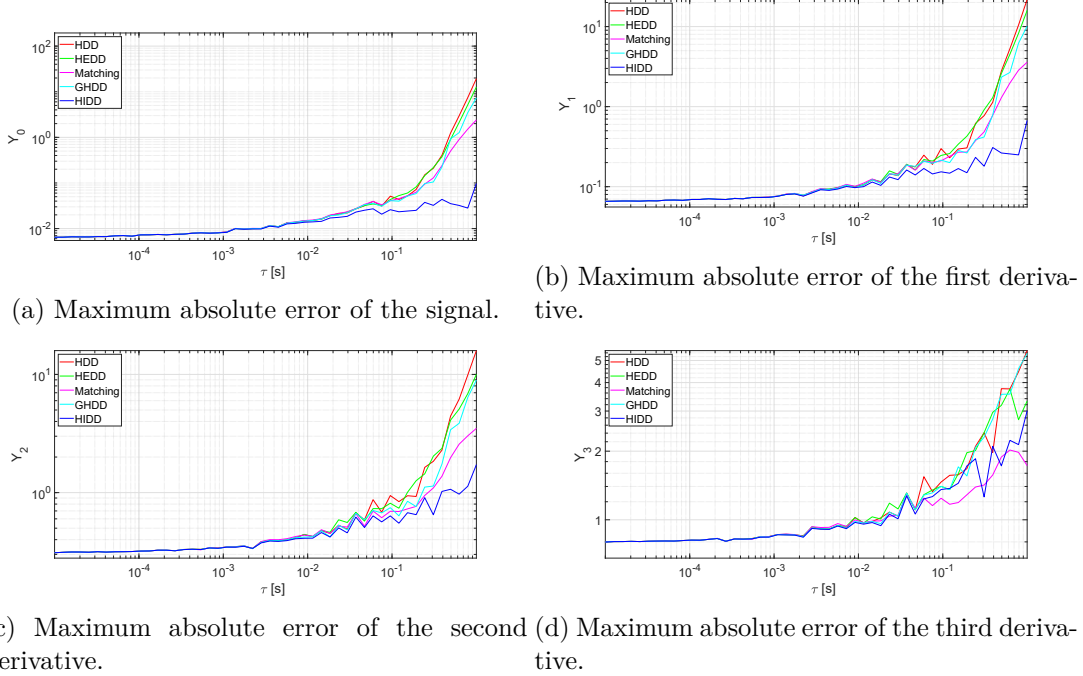 10^2
10^0
10^-2
Y_0
HDD
HEDD
Matching
GHDD
HIDD
10^-4
10^-3
10^-2
10^-1
τ [s]
(a) Maximum absolute error of the signal.
10^1
10^0
10^-1
Y_1
HDD
HEDD
Matching
GHDD
HIDD
10^-4
10^-3
10^-2
10^-1
τ [s]
(b) Maximum absolute error of the first deriva-
tive.
10^1
10^0
Y_2
HDD
HEDD
Matching
GHDD
HIDD
10^-4
10^-3
10^-2
10^-1
τ [s]
c) Maximum absolute error of the second
erivative.
5
4
3
2
1
Y_3
HDD
HEDD
Matching
GHDD
HIDD
10^-4
10^-3
10^-2
10^-1
τ [s]
(d) Maximum absolute error of the third deriva-
tive.